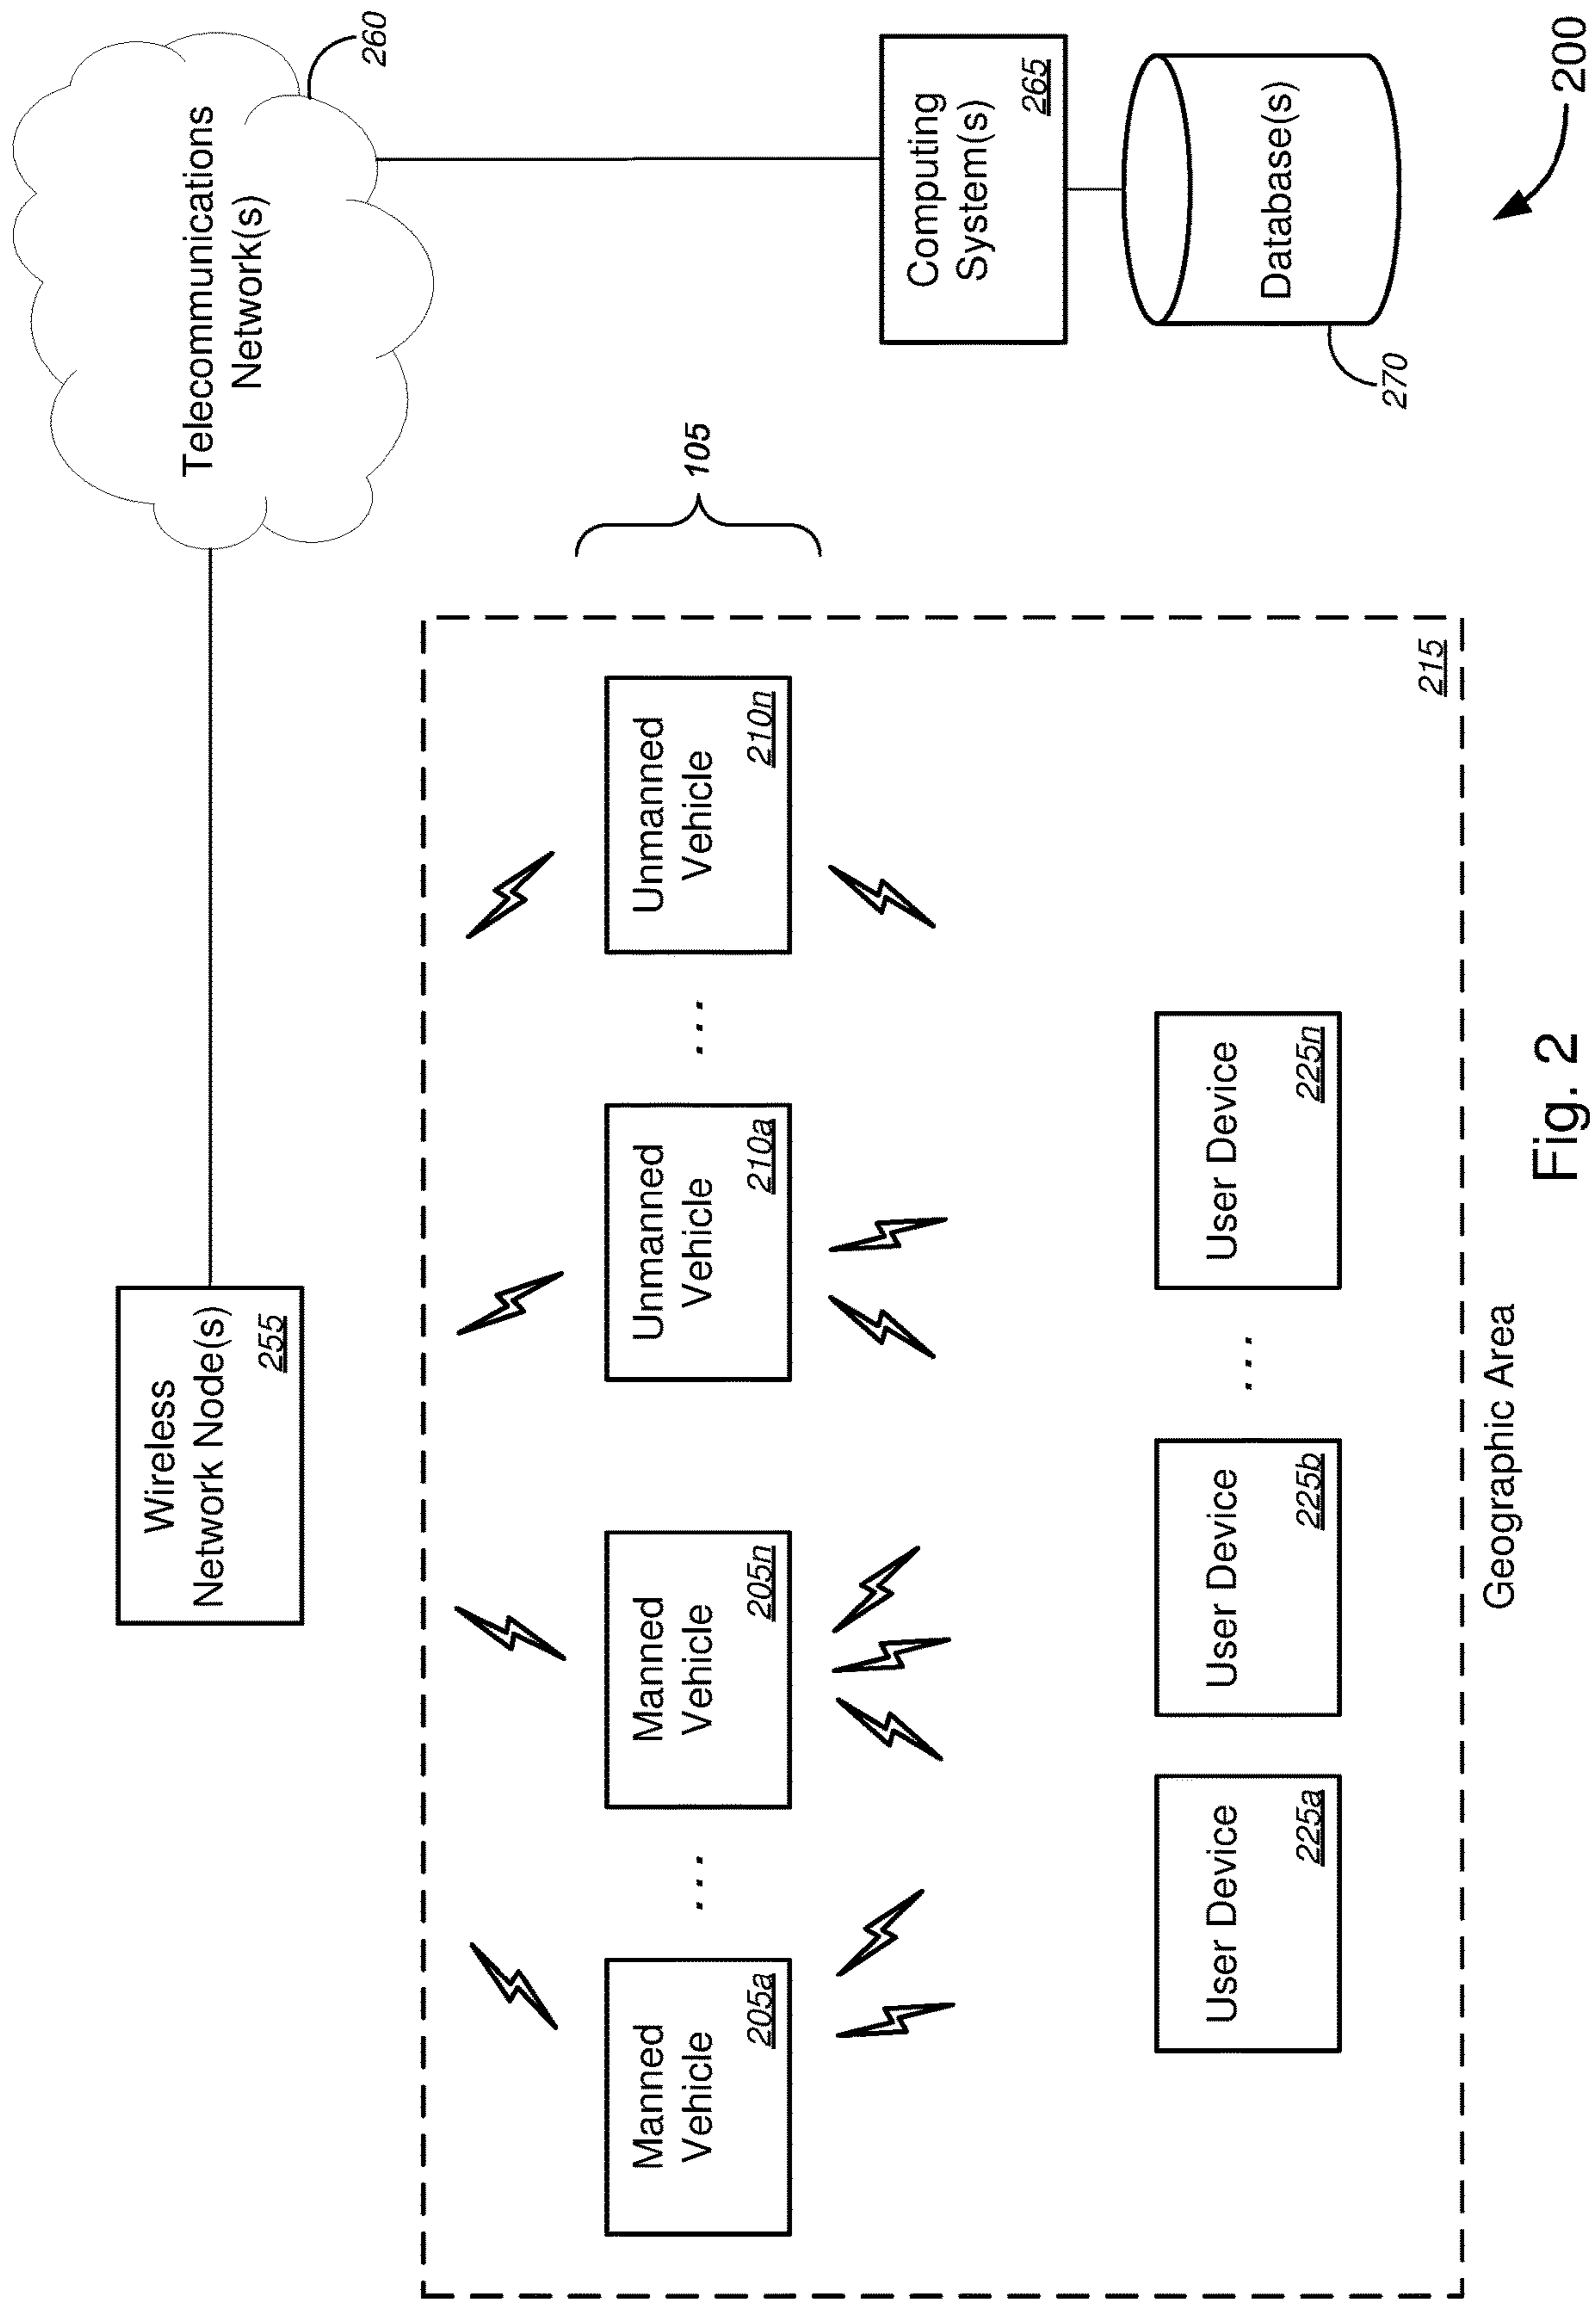 Wireless
Network Node(s)
255
Telecommunications
Network(s)
260
105
Manned
Vehicle
205a
...
Manned
Vehicle
205n
Unmanned
Vehicle
210a
...
Unmanned
Vehicle
210n
User Device
225a
User Device
225b
...
User Device
225n
215
Geographic Area
Computing
System(s)
265
Database(s)
270
200
Fig. 2